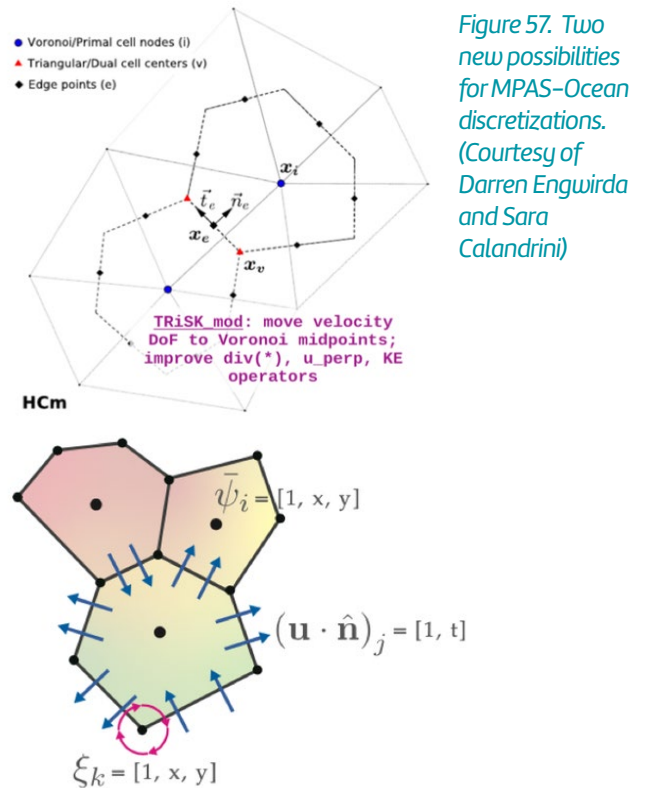 Voronoi/Primal cell nodes (i)
Triangular/Dual cell centers (v)
Edge points (e)
Figure 57. Two
new possibilities
for MPAS-Ocean
discretizations.
(Courtesy of
Darren Engwirda
and Sara
Calandrini)
x_i
t⃗_e n⃗_e
x_e
x_v
TRiSK_mod: move velocity
DoF to Voronoi midpoints;
improve div(*), u_perp, KE
operators
HCm
ψ̄_i = [1, x, y]
(u · n̂)_j = [1, t]
ξ_k = [1, x, y]